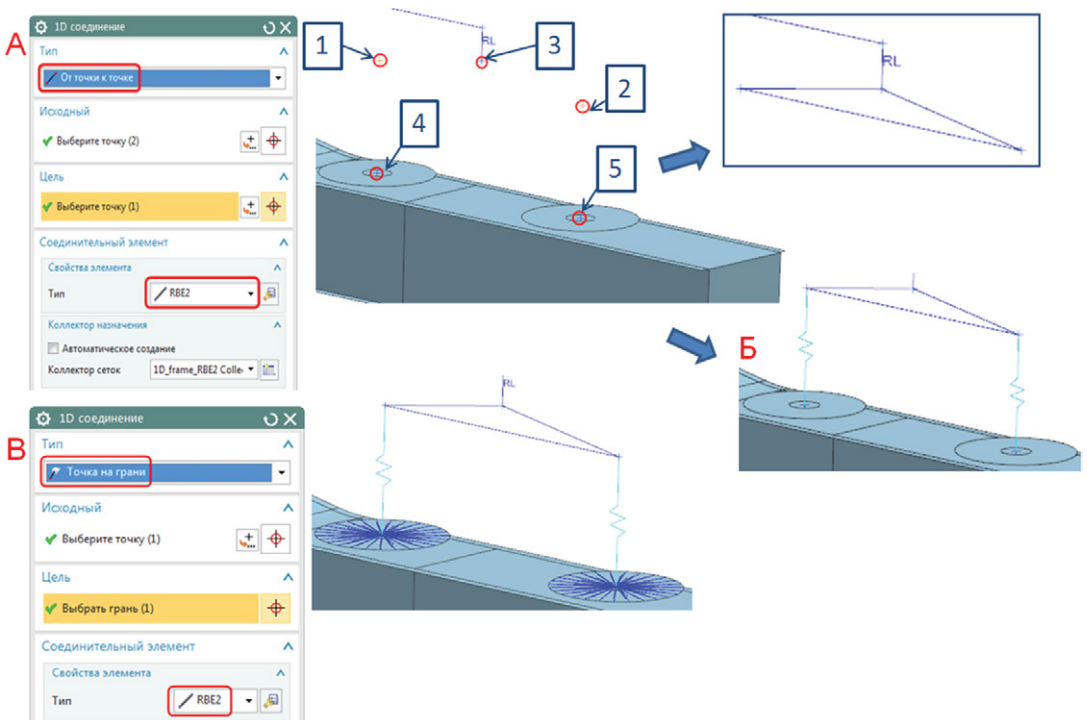 А
1D соединение
Тип
От точки к точке
Исходный
Выберите точку (2)
Цель
Выберите точку (1)
Соединительный элемент
Свойства элемента
Тип
RBE2
Коллектор назначения
Автоматическое создание
Коллектор сеток
1D_frame_RBE2 Colle
1
RL
3
2
4
5
RL
Б
В
1D соединение
Тип
Точка на грани
Исходный
Выберите точку (1)
Цель
Выбрать грань (1)
Соединительный элемент
Свойства элемента
Тип
RBE2
RL